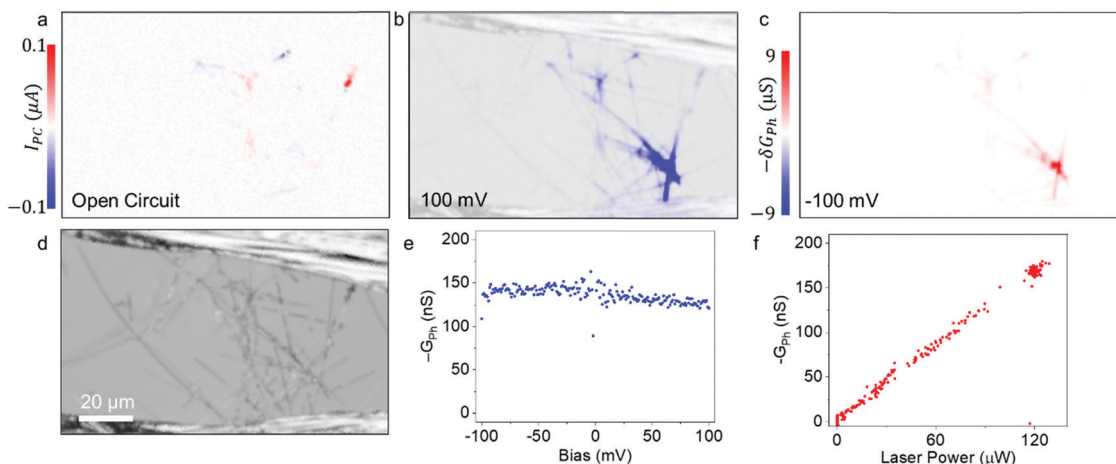 a
0.1
I_PC (μA)
−0.1
Open Circuit
b
100 mV
c
9
−δG_Ph (μS)
−9
-100 mV
d
20 μm
e
200
150
100
50
0
−G_Ph (nS)
-100 -50 0 50 100
Bias (mV)
f
200
150
100
50
0
-G_Ph (nS)
0 60 120
Laser Power (μW)